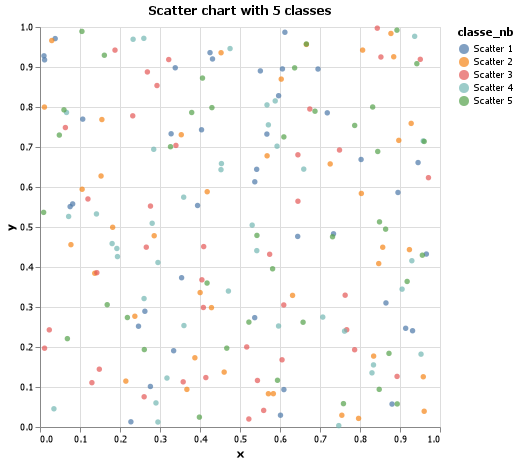 Scatter chart with 5 classes
classe_nb
Scatter 1
Scatter 2
Scatter 3
Scatter 4
Scatter 5
y
1.0
0.9
0.8
0.7
0.6
0.5
0.4
0.3
0.2
0.1
0.0
0.0 0.1 0.2 0.3 0.4 0.5 0.6 0.7 0.8 0.9 1.0
x